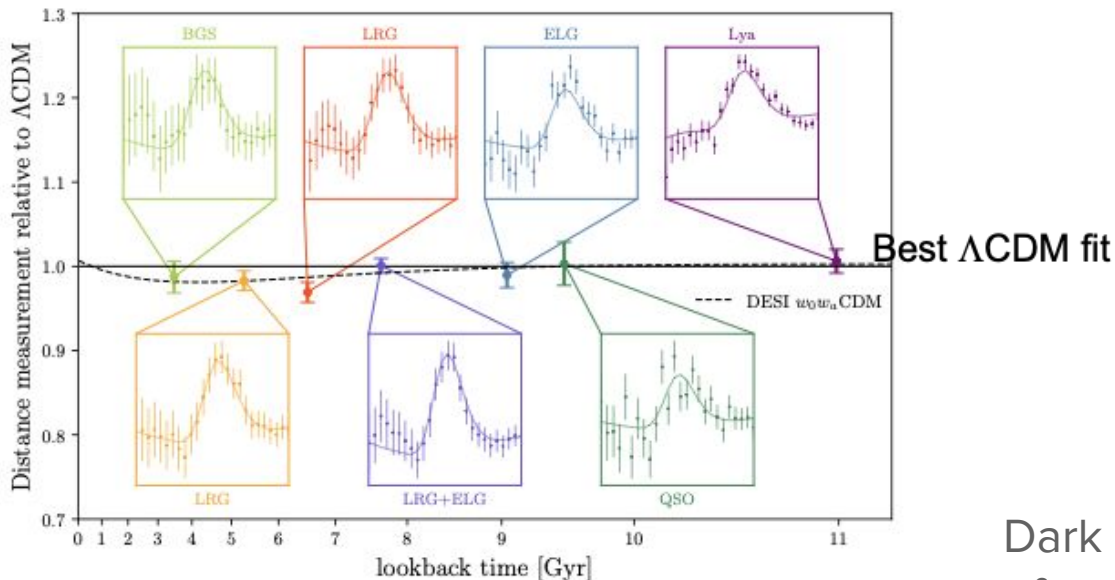 Distance measurement relative to ΛCDM
1.3
1.2
1.1
1.0
0.9
0.8
0.7
BGS
LRG
ELG
Lya
Best ΛCDM fit
DESI w₀wₐCDM
LRG
LRG+ELG
QSO
0 1 2 3 4 5 6 7 8 9 10 11
lookback time [Gyr]
Dark